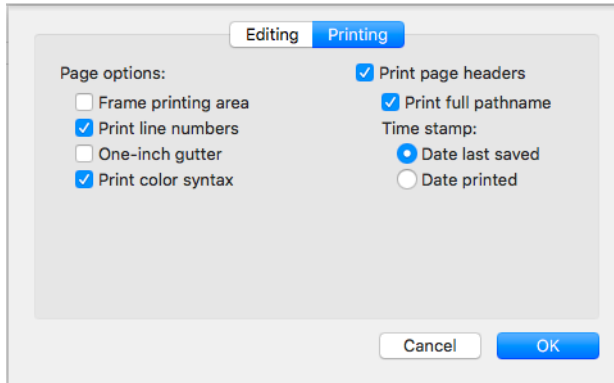 Editing Printing
Page options:
Frame printing area
Print line numbers
One-inch gutter
Print color syntax
Print page headers
Print full pathname
Time stamp:
Date last saved
Date printed
Cancel OK